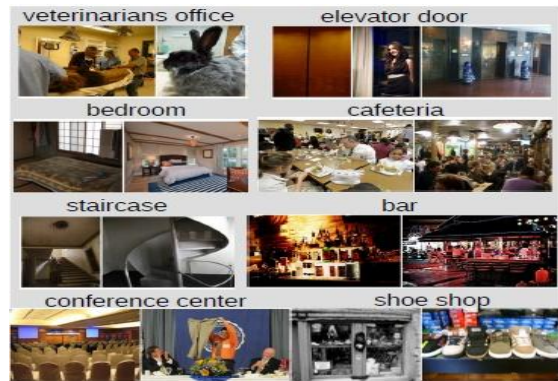 veterinarians office
elevator door
bedroom
cafeteria
staircase
bar
conference center
shoe shop